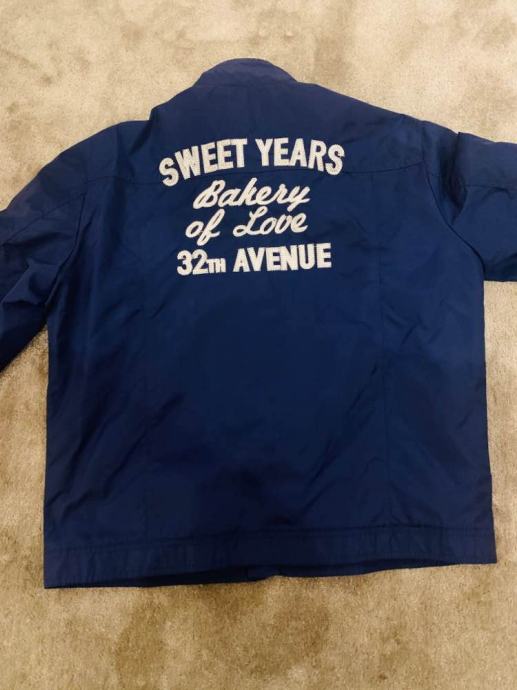 SWEET YEARS
Bakery
of Love
32TH AVENUE